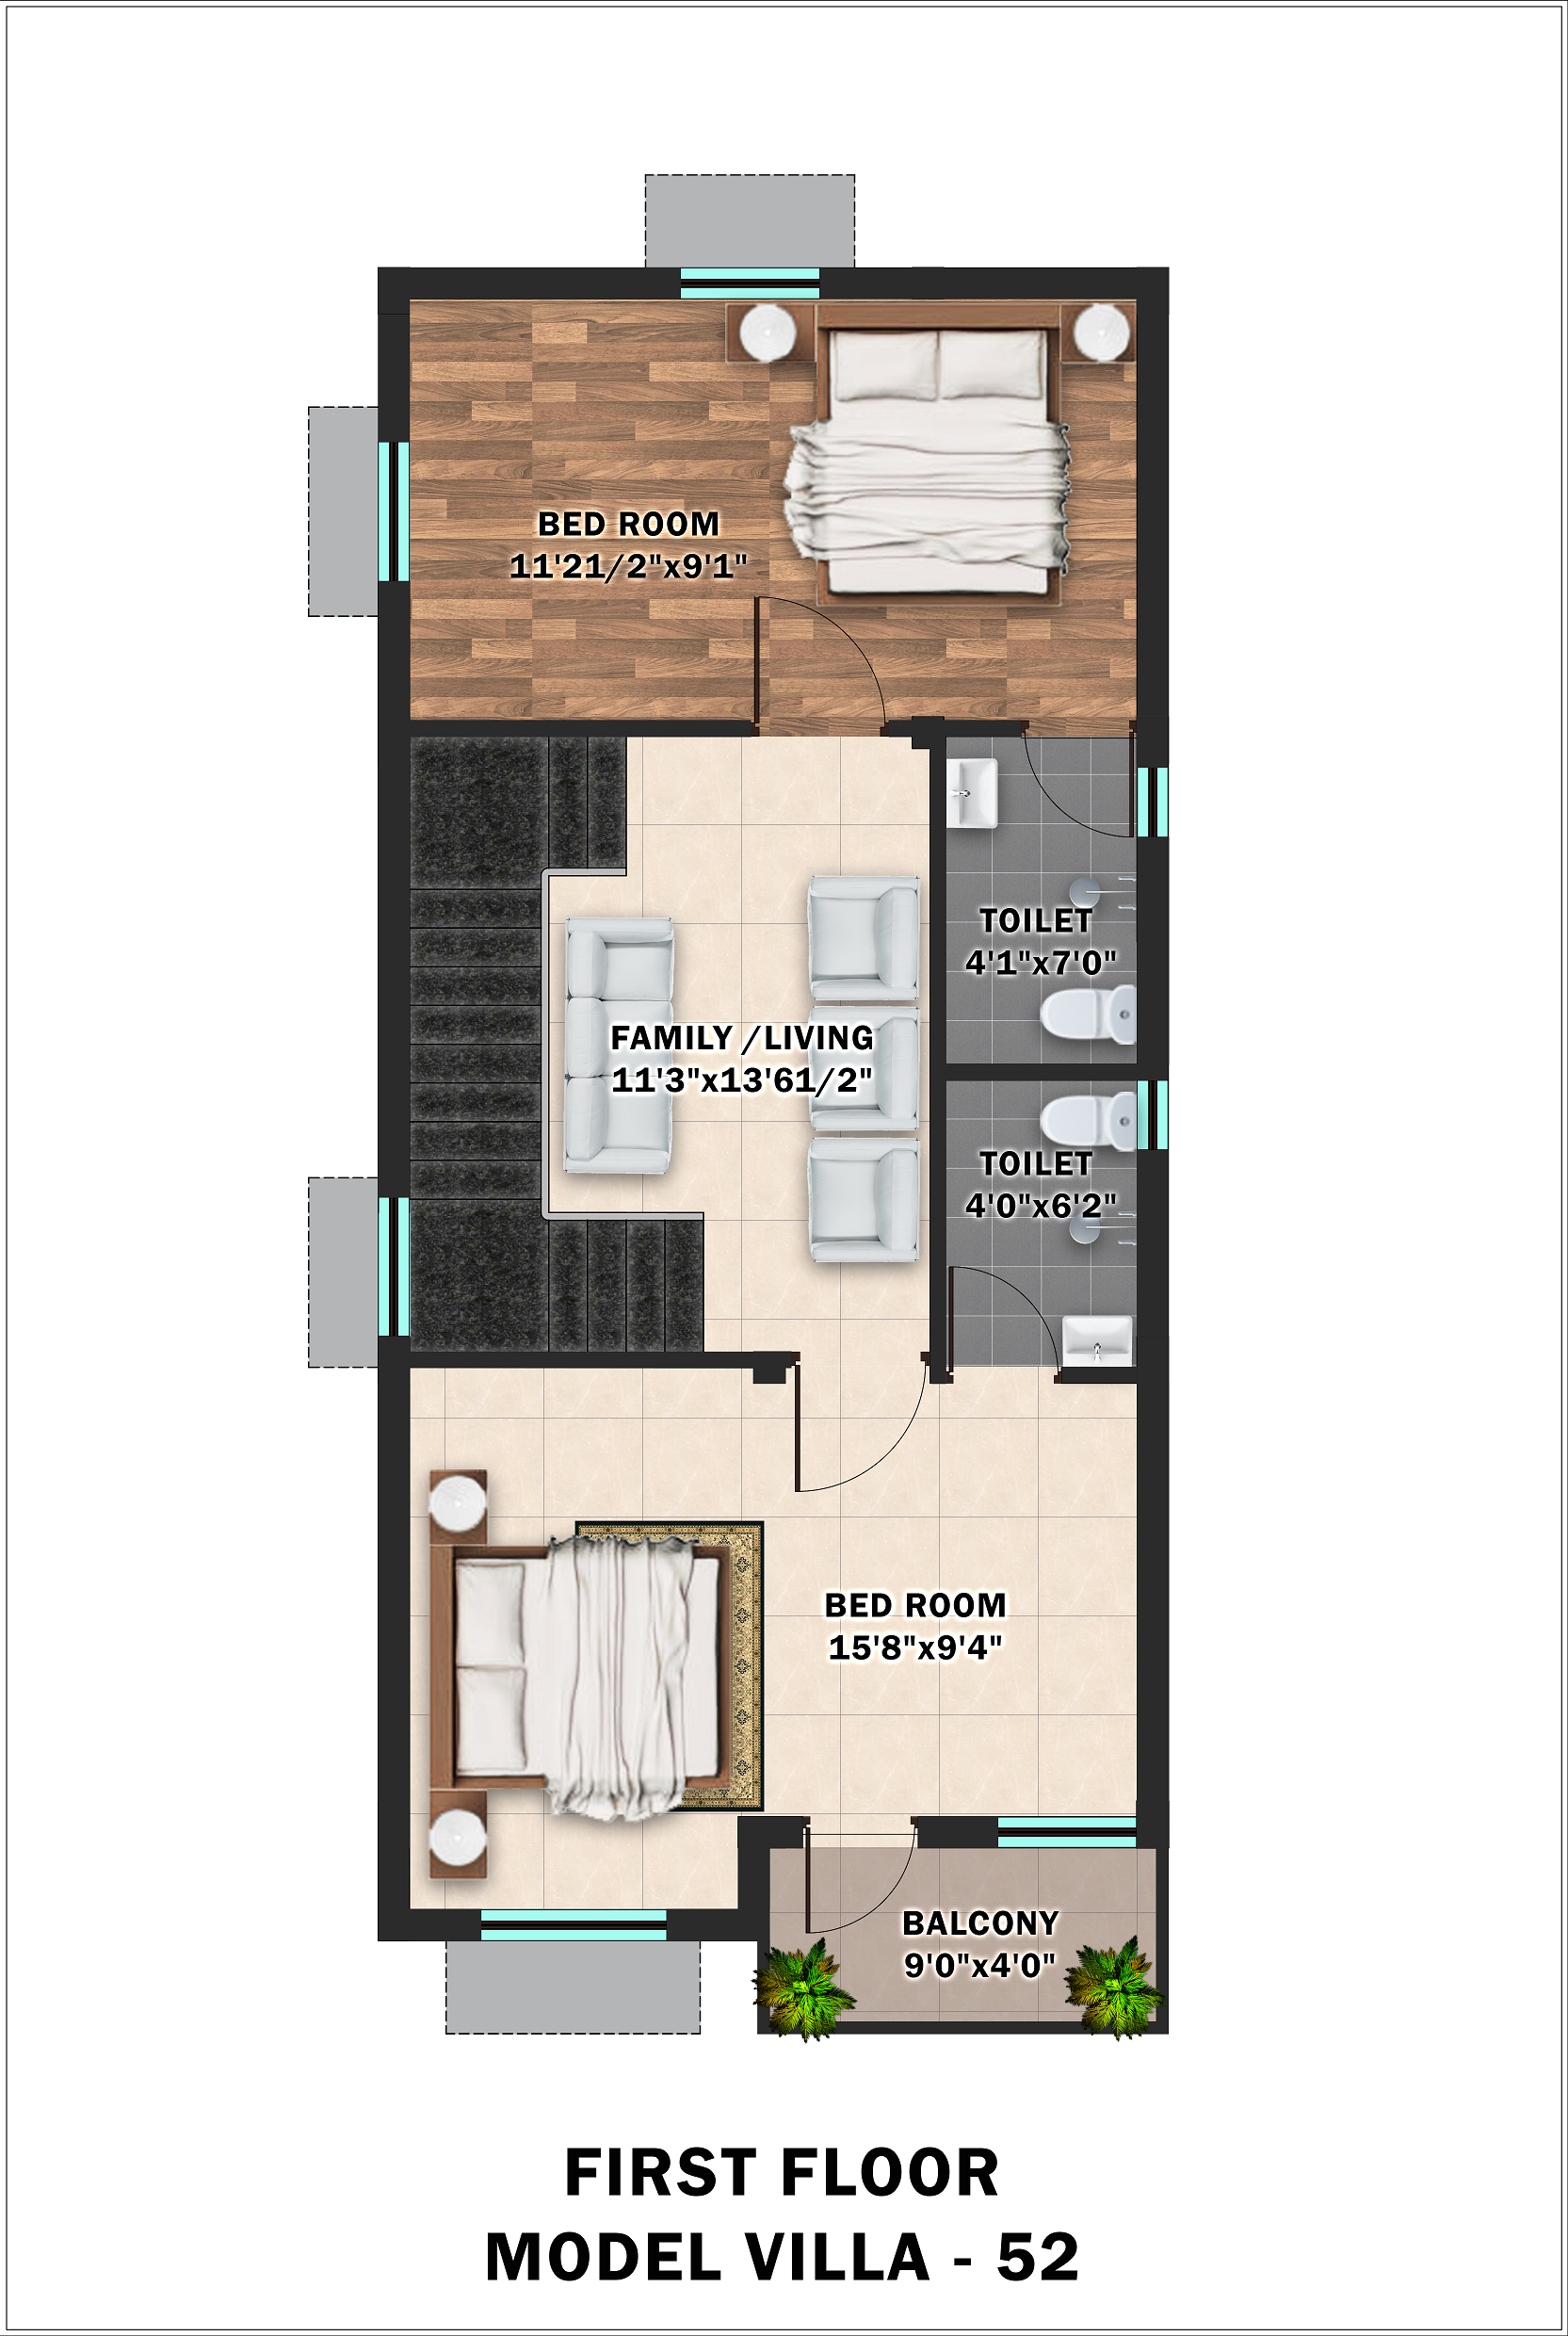 BED ROOM
11'21/2"x9'1"
TOILET
4'1"x7'0"
FAMILY /LIVING
11'3"x13'61/2"
TOILET
4'0"x6'2"
BED ROOM
15'8"x9'4"
BALCONY
9'0"x4'0"
FIRST FLOOR
MODEL VILLA - 52